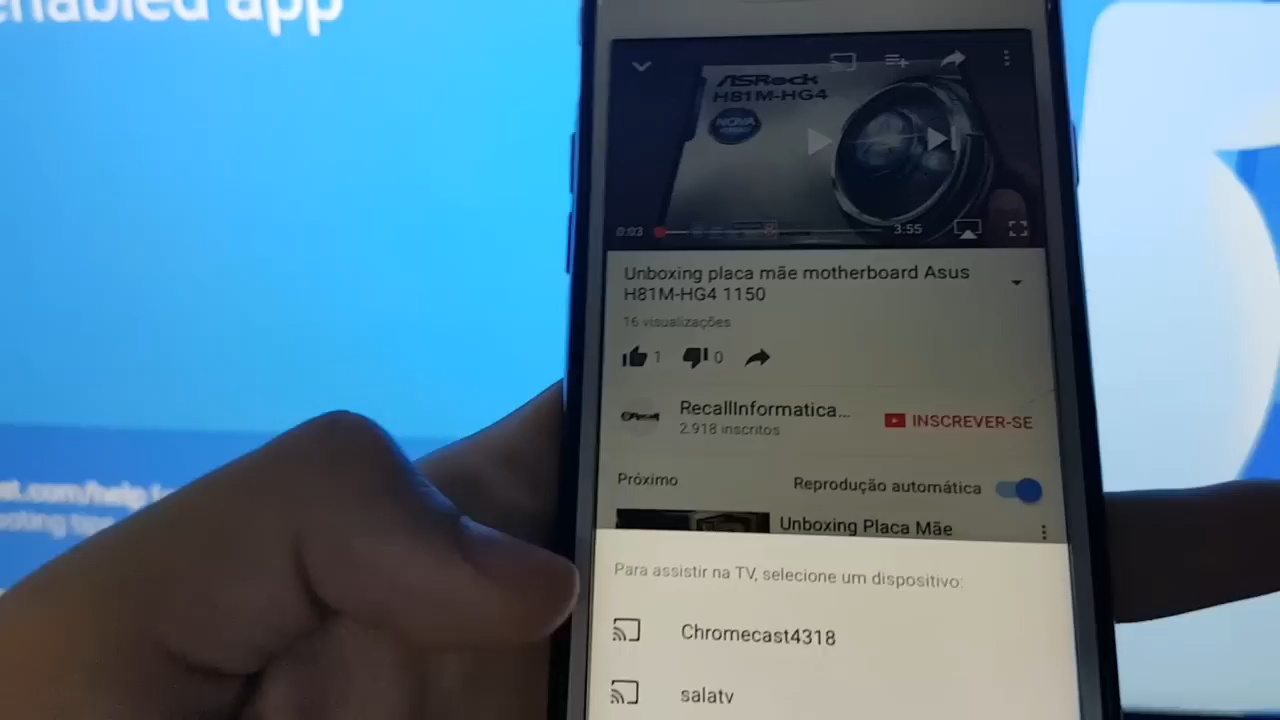 enabled app
ASRock
H81M-HG4
NOVA
0:03
3:55
Unboxing placa mãe motherboard Asus
H81M-HG4 1150
16 visualizações
1
0
RecallInformatica...
INSCREVER-SE
2.918 inscritos
Próximo
Reprodução automática
Unboxing Placa Mãe
Para assistir na TV, selecione um dispositivo:
Chromecast4318
salatv